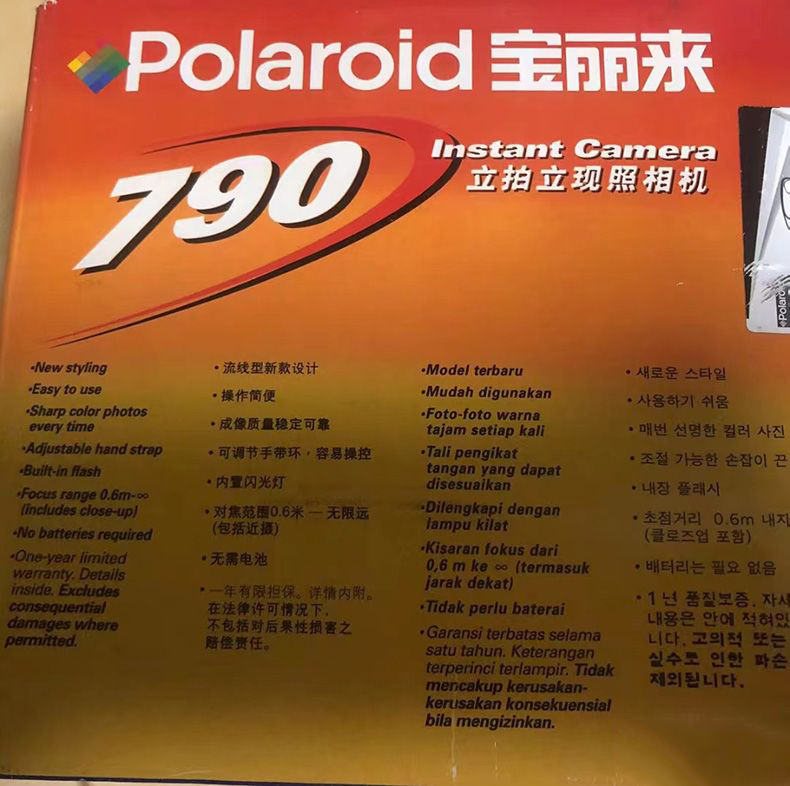 Polaroid 宝丽来
790
Instant Camera
立拍立现照相机
•New styling
•Easy to use
•Sharp color photos
every time
•Adjustable hand strap
•Built-in flash
•Focus range 0.6m-∞
(includes close-up)
•No batteries required
•One-year limited
warranty. Details
inside. Excludes
consequential
damages where
permitted.
• 流线型新款设计
• 操作简便
• 成像质量稳定可靠
• 可调节手带环，容易操控
• 内置闪光灯
• 对焦范围0.6米 — 无限远
(包括近摄)
• 无需电池
• 一年有限担保。详情内附。
在法律许可情况下，
不包括对后果性损害之
赔偿责任。
•Model terbaru
•Mudah digunakan
•Foto-foto warna
tajam setiap kali
•Tali pengikat
tangan yang dapat
disesuaikan
•Dilengkapi dengan
lampu kilat
•Kisaran fokus dari
0,6 m ke ∞ (termasuk
jarak dekat)
•Tidak perlu baterai
•Garansi terbatas selama
satu tahun. Keterangan
terperinci terlampir. Tidak
mencakup kerusakan-
kerusakan konsekuensial
bila mengizinkan.
• 새로운 스타일
• 사용하기 쉬움
• 매번 선명한 컬러 사진
• 조절 가능한 손잡이 끈
• 내장 플래시
• 초점거리 0.6m 내지
(클로즈업 포함)
• 배터리는 필요 없음
• 1년 품질보증. 자세
내용은 안에 적혀있
니다. 고의적 또는
실수로 인한 파손
제외됩니다.
Polaroid